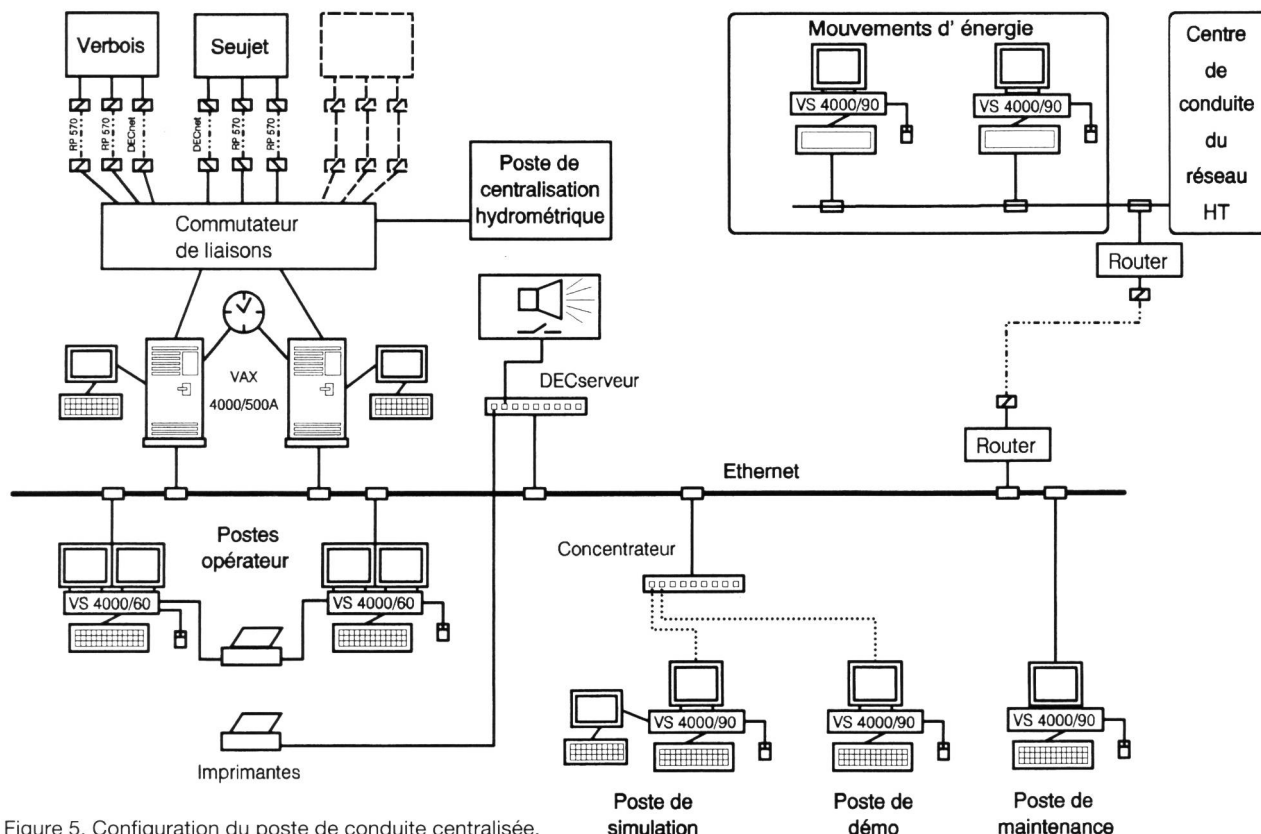 Verbois
Seujet
RP 570
RP 570
DECnet
DECnet
RP 570
RP 570
Poste de
centralisation
hydrométrique
Commutateur
de liaisons
VAX
4000/500A
DECserveur
Mouvements d' énergie
VS 4000/90
VS 4000/90
Centre
de
conduite
du
réseau
HT
Router
Router
Ethernet
Postes
opérateur
VS 4000/60
VS 4000/60
Imprimantes
Concentrateur
VS 4000/90
VS 4000/90
VS 4000/90
Poste de
simulation
Poste de
démo
Poste de
maintenance
Figure 5. Configuration du poste de conduite centralisée.